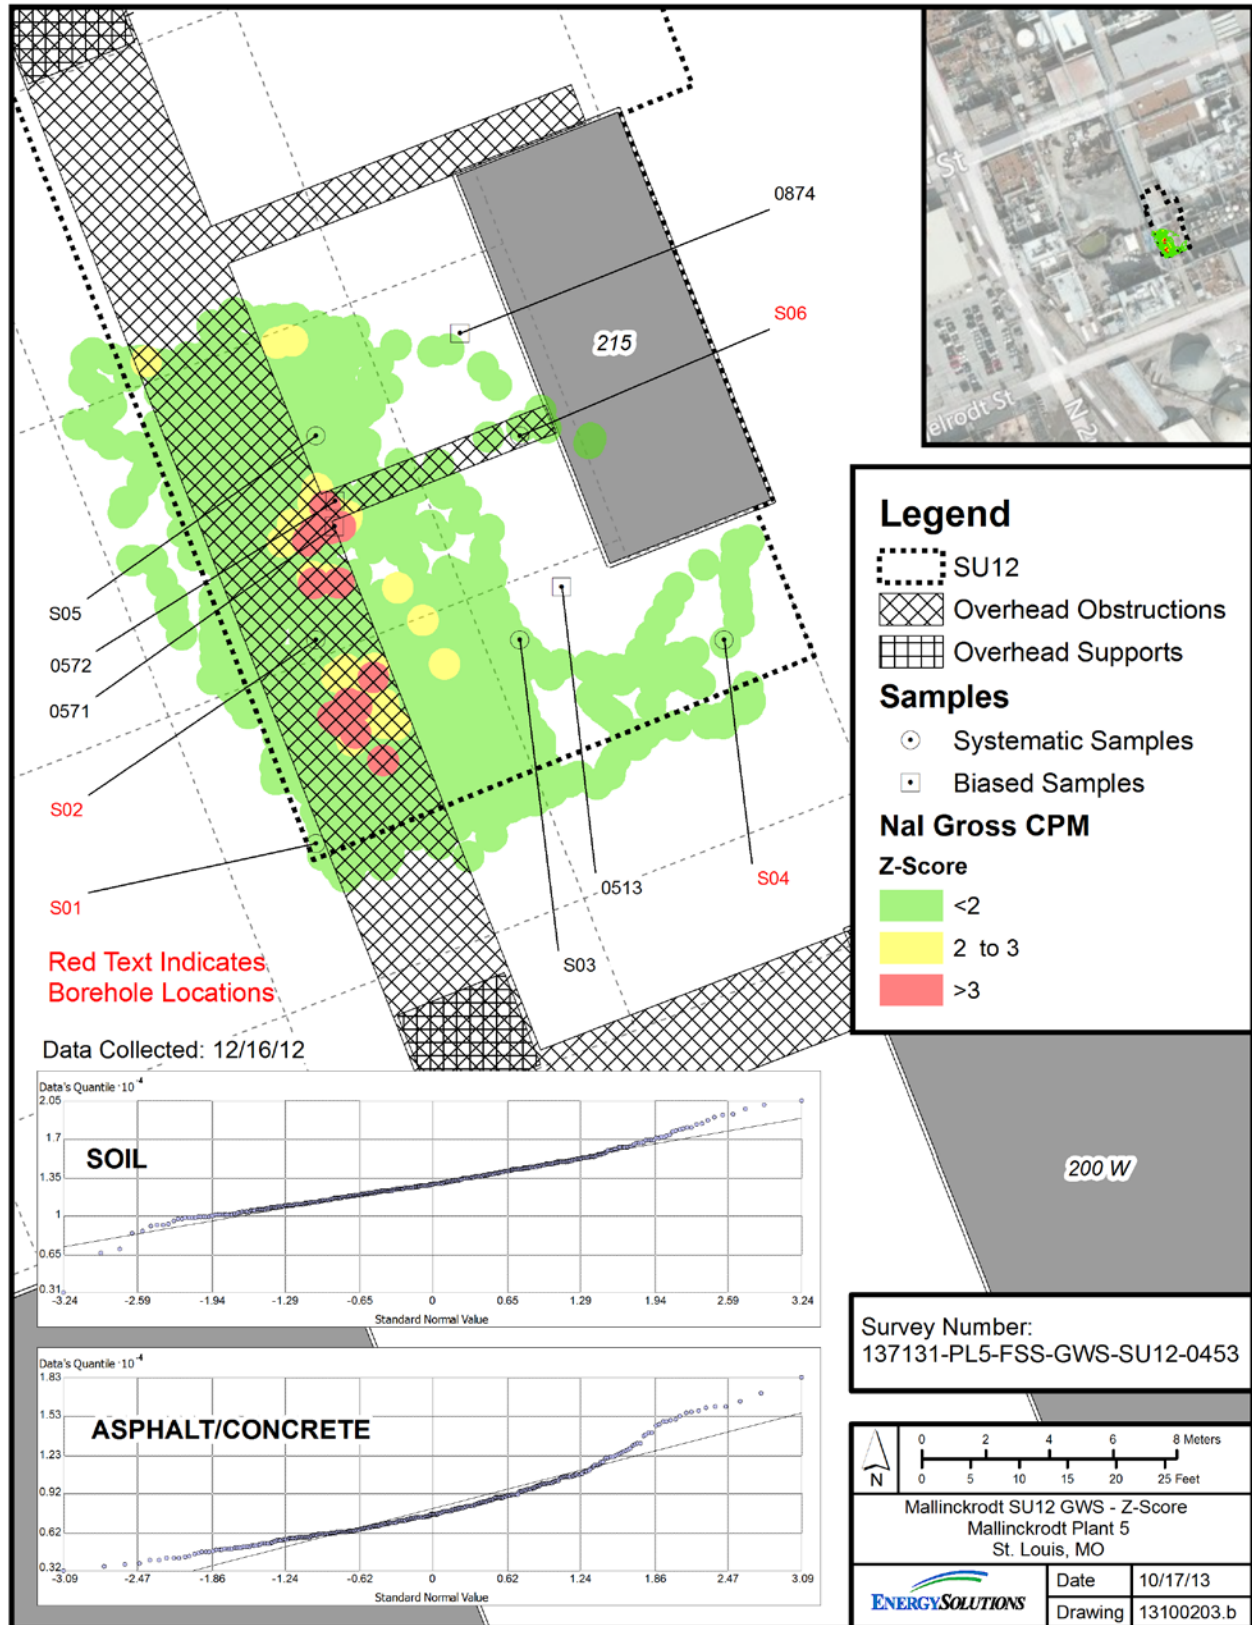 0874
S06
215
S05
0572
0571
S02
S01
0513
S04
S03
Red Text Indicates
Borehole Locations
Data Collected: 12/16/12
St
elrodt St
N 2
Legend
SU12
Overhead Obstructions
Overhead Supports
Samples
Systematic Samples
Biased Samples
NaI Gross CPM
Z-Score
<2
2 to 3
>3
200 W
Data's Quantile ·10⁻⁴
2.05
1.7
1.35
1
0.65
0.31
SOIL
-3.24 -2.59 -1.94 -1.29 -0.65 0 0.65 1.29 1.94 2.59 3.24
Standard Normal Value
Data's Quantile ·10⁻⁴
1.83
1.53
1.23
0.92
0.62
0.32
ASPHALT/CONCRETE
-3.09 -2.47 -1.86 -1.24 -0.62 0 0.62 1.24 1.86 2.47 3.09
Standard Normal Value
Survey Number:
137131-PL5-FSS-GWS-SU12-0453
N
0 2 4 6 8 Meters
0 5 10 15 20 25 Feet
Mallinckrodt SU12 GWS - Z-Score
Mallinckrodt Plant 5
St. Louis, MO
ENERGYSOLUTIONS
Date 10/17/13
Drawing 13100203.b